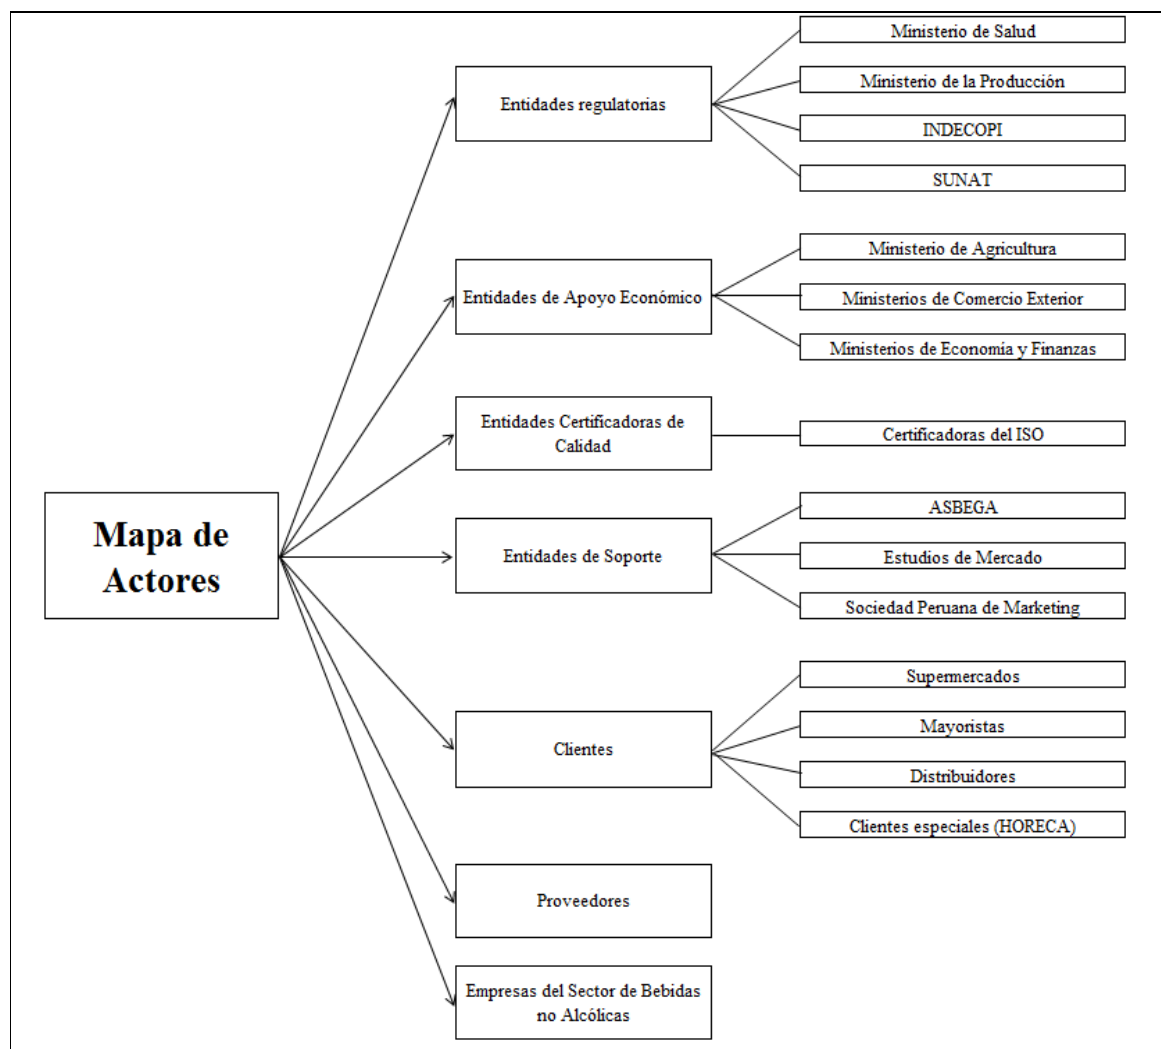 Mapa de
Actores
Entidades regulatorias
Ministerio de Salud
Ministerio de la Producción
INDECOPI
SUNAT
Entidades de Apoyo Económico
Ministerio de Agricultura
Ministerios de Comercio Exterior
Ministerios de Economía y Finanzas
Entidades Certificadoras de
Calidad
Certificadoras del ISO
Entidades de Soporte
ASBEGA
Estudios de Mercado
Sociedad Peruana de Marketing
Clientes
Supermercados
Mayoristas
Distribuidores
Clientes especiales (HORECA)
Proveedores
Empresas del Sector de Bebidas
no Alcólicas